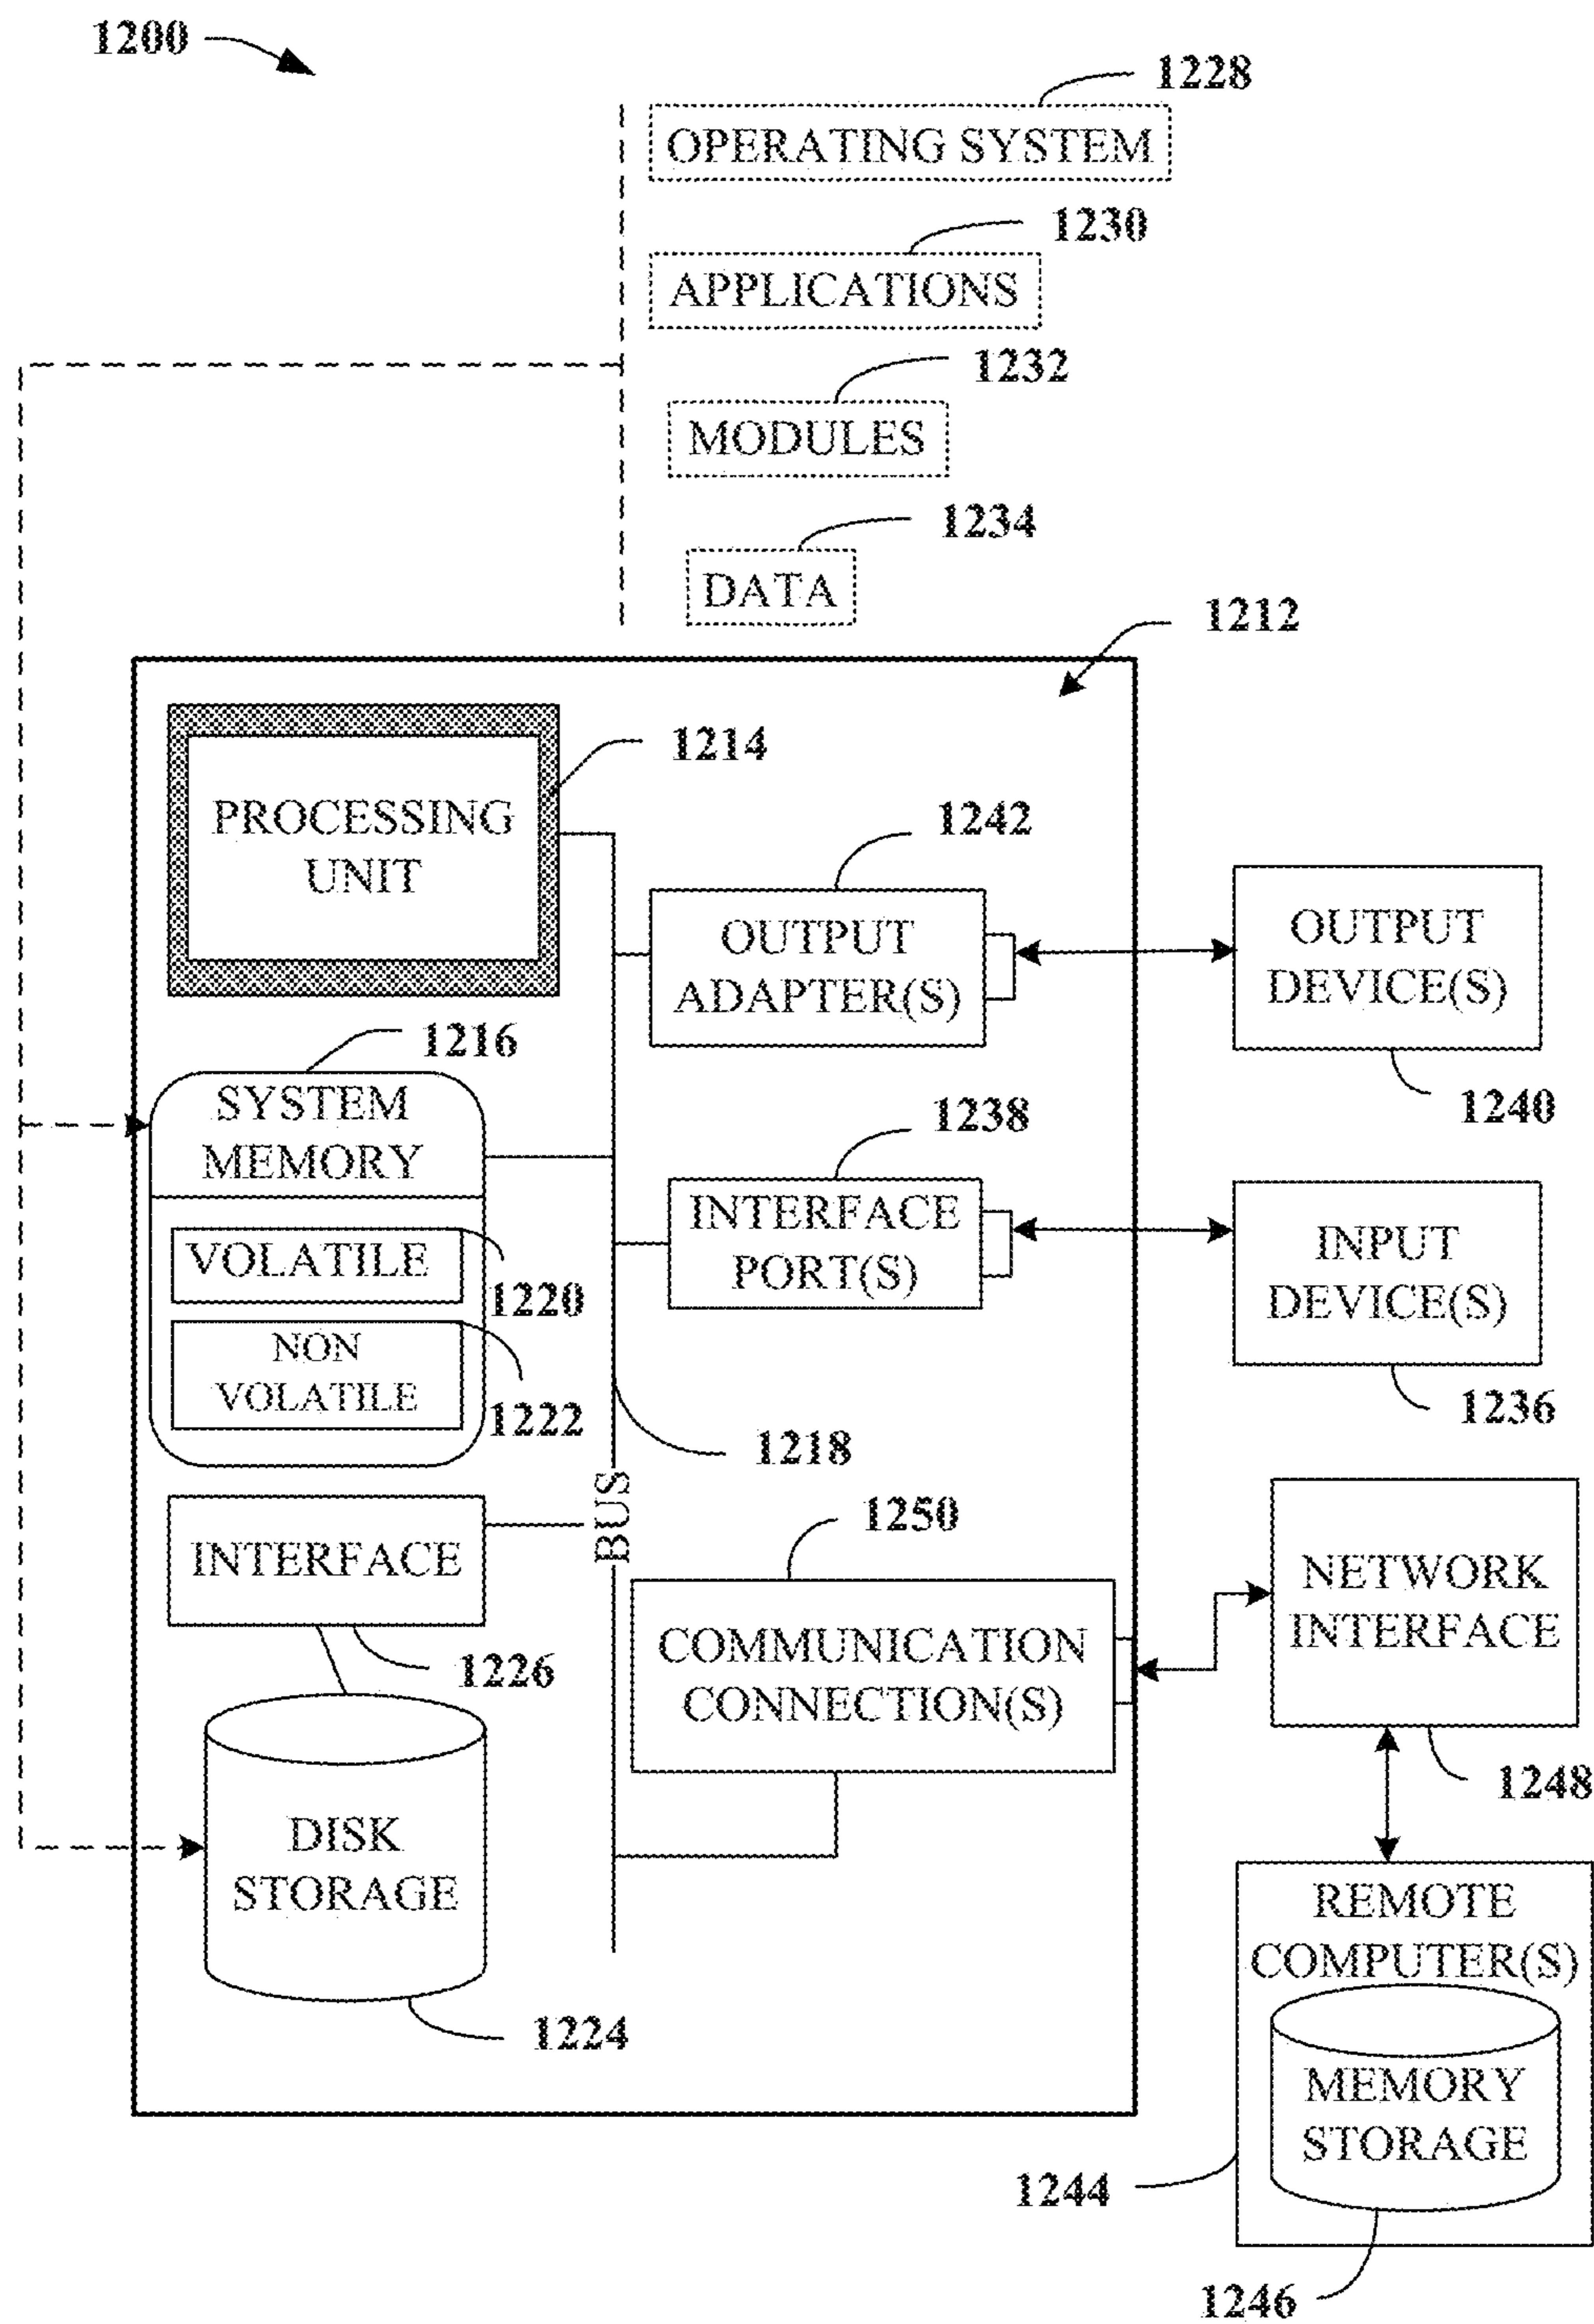 1200
1228
OPERATING SYSTEM
1230
APPLICATIONS
1232
MODULES
1234
DATA
1212
1214
PROCESSING
UNIT
1242
OUTPUT
ADAPTER(S)
OUTPUT
DEVICE(S)
1240
1216
SYSTEM
MEMORY
1238
INTERFACE
PORT(S)
INPUT
DEVICE(S)
1236
VOLATILE
1220
NON
VOLATILE
1222
1218
BUS
INTERFACE
1226
1250
COMMUNICATION
CONNECTION(S)
NETWORK
INTERFACE
1248
DISK
STORAGE
1224
REMOTE
COMPUTER(S)
MEMORY
STORAGE
1244
1246